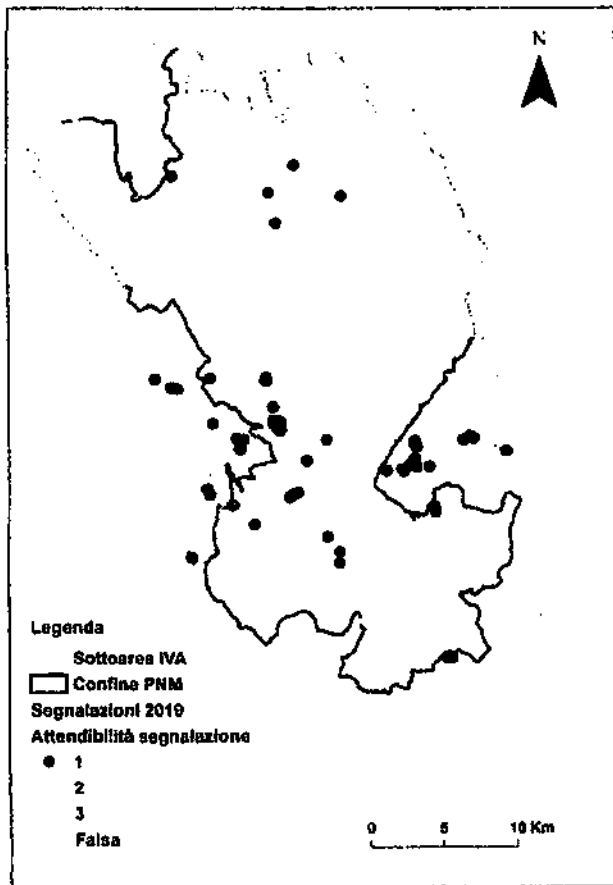 N
Legenda
Sottoarea IVA
Confine PNM
Segnalazioni 2019
Attendibilità segnalazione
1
2
3
Falsa
0 5 10 Km